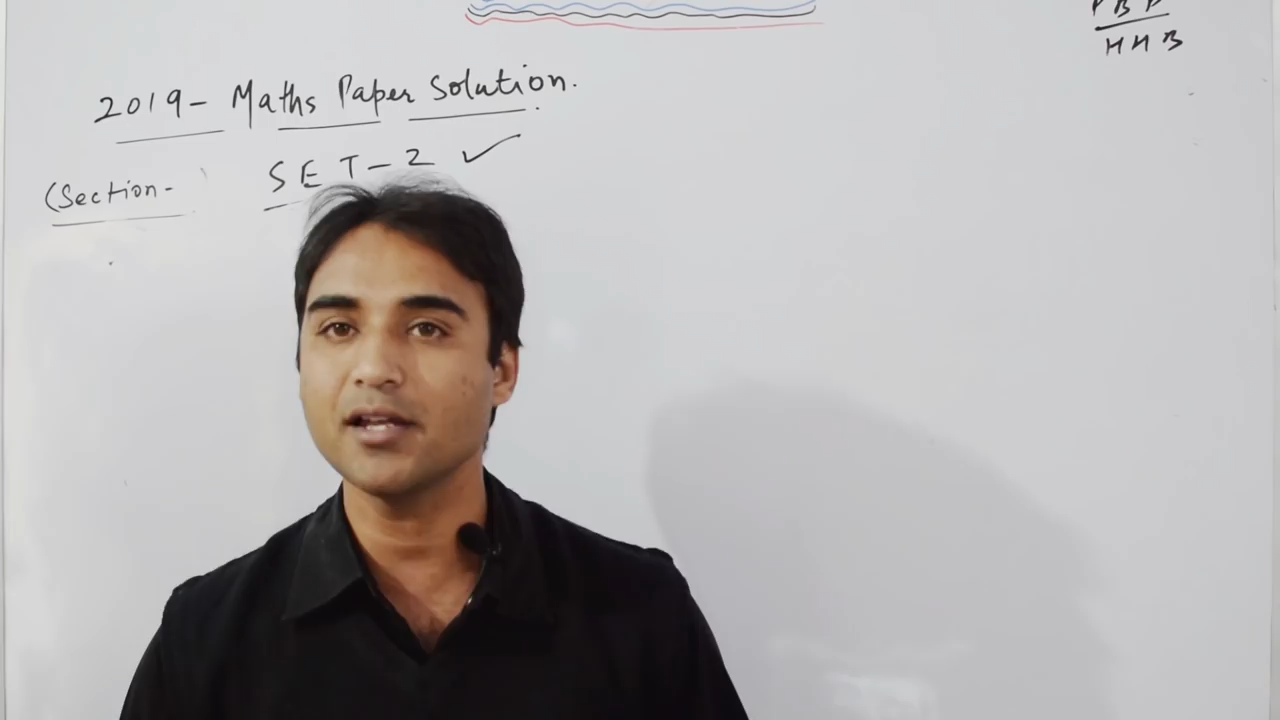 2019- Maths Paper Solution.
SET-2 ✓
(Section-
HHB